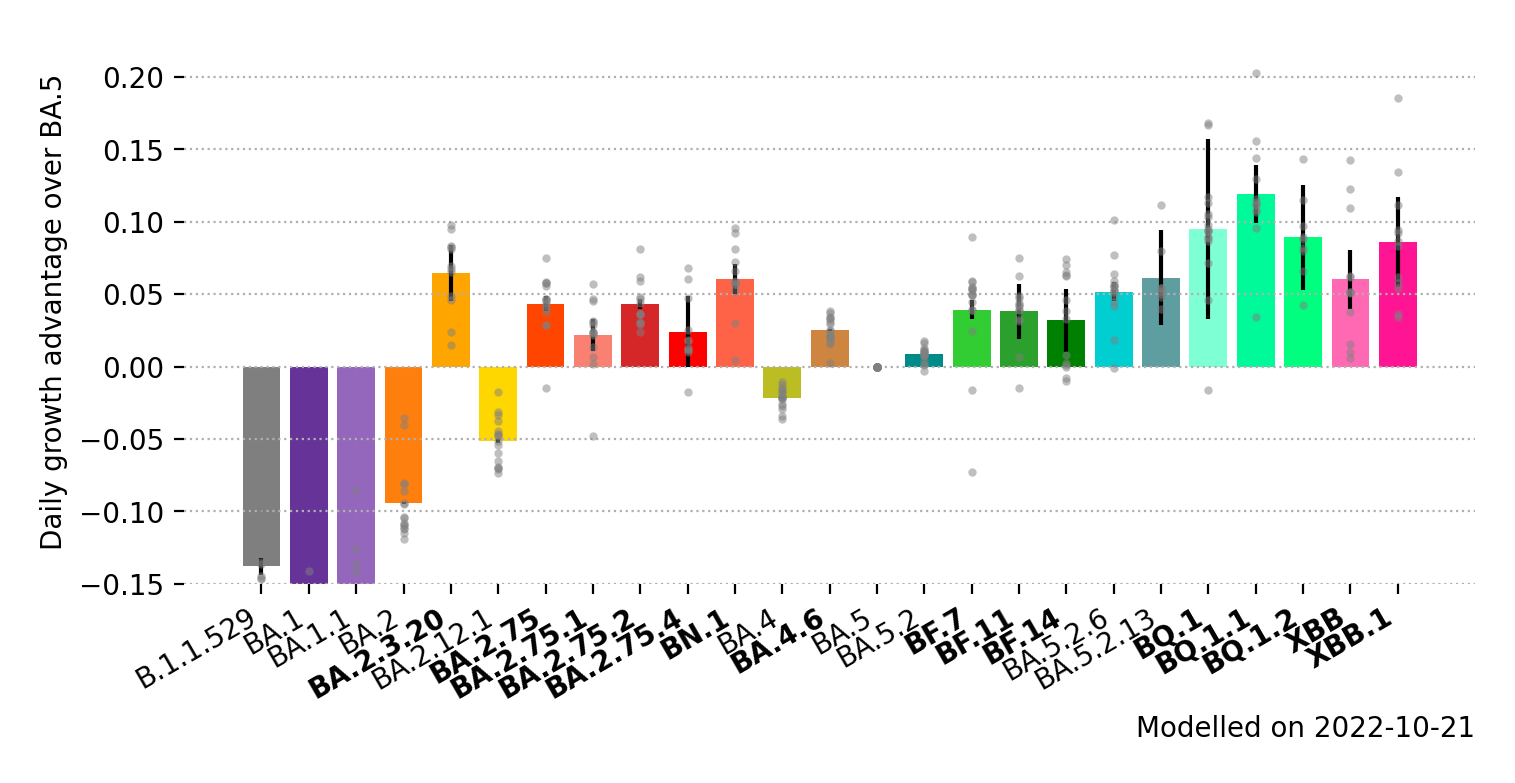 Daily growth advantage over BA.5
0.20
0.15
0.10
0.05
0.00
−0.05
−0.10
−0.15
B.1.1.529
BA.1
BA.1.1
BA.2
BA.2.3.20
BA.2.12.1
BA.2.75
BA.2.75.1
BA.2.75.2
BA.2.75.4
BN.1
BA.4
BA.4.6
BA.5
BA.5.2
BF.7
BF.11
BF.14
BA.5.2.6
BA.5.2.13
BQ.1
BQ.1.1
BQ.1.2
XBB
XBB.1
Modelled on 2022-10-21